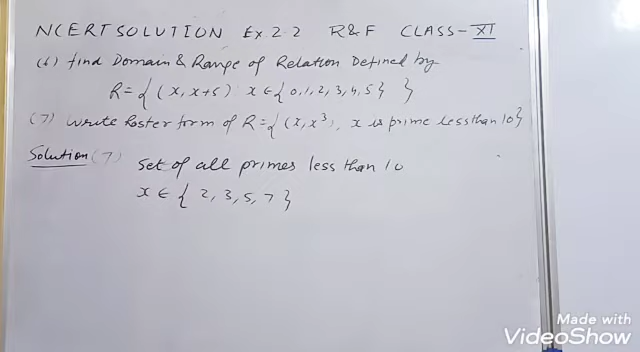 NCERT SOLUTION Ex 2.2 R&F CLASS-XI
(6) find Domain & Range of Relation Defined by
R={(x, x+5) x ∈ {0,1,2,3,4,5} }
(7) write Roster form of R={(x, x³), x is prime less than 10}
Solution (7) Set of all primes less than 10
x ∈ { 2, 3, 5, 7 }
Made with
VideoShow